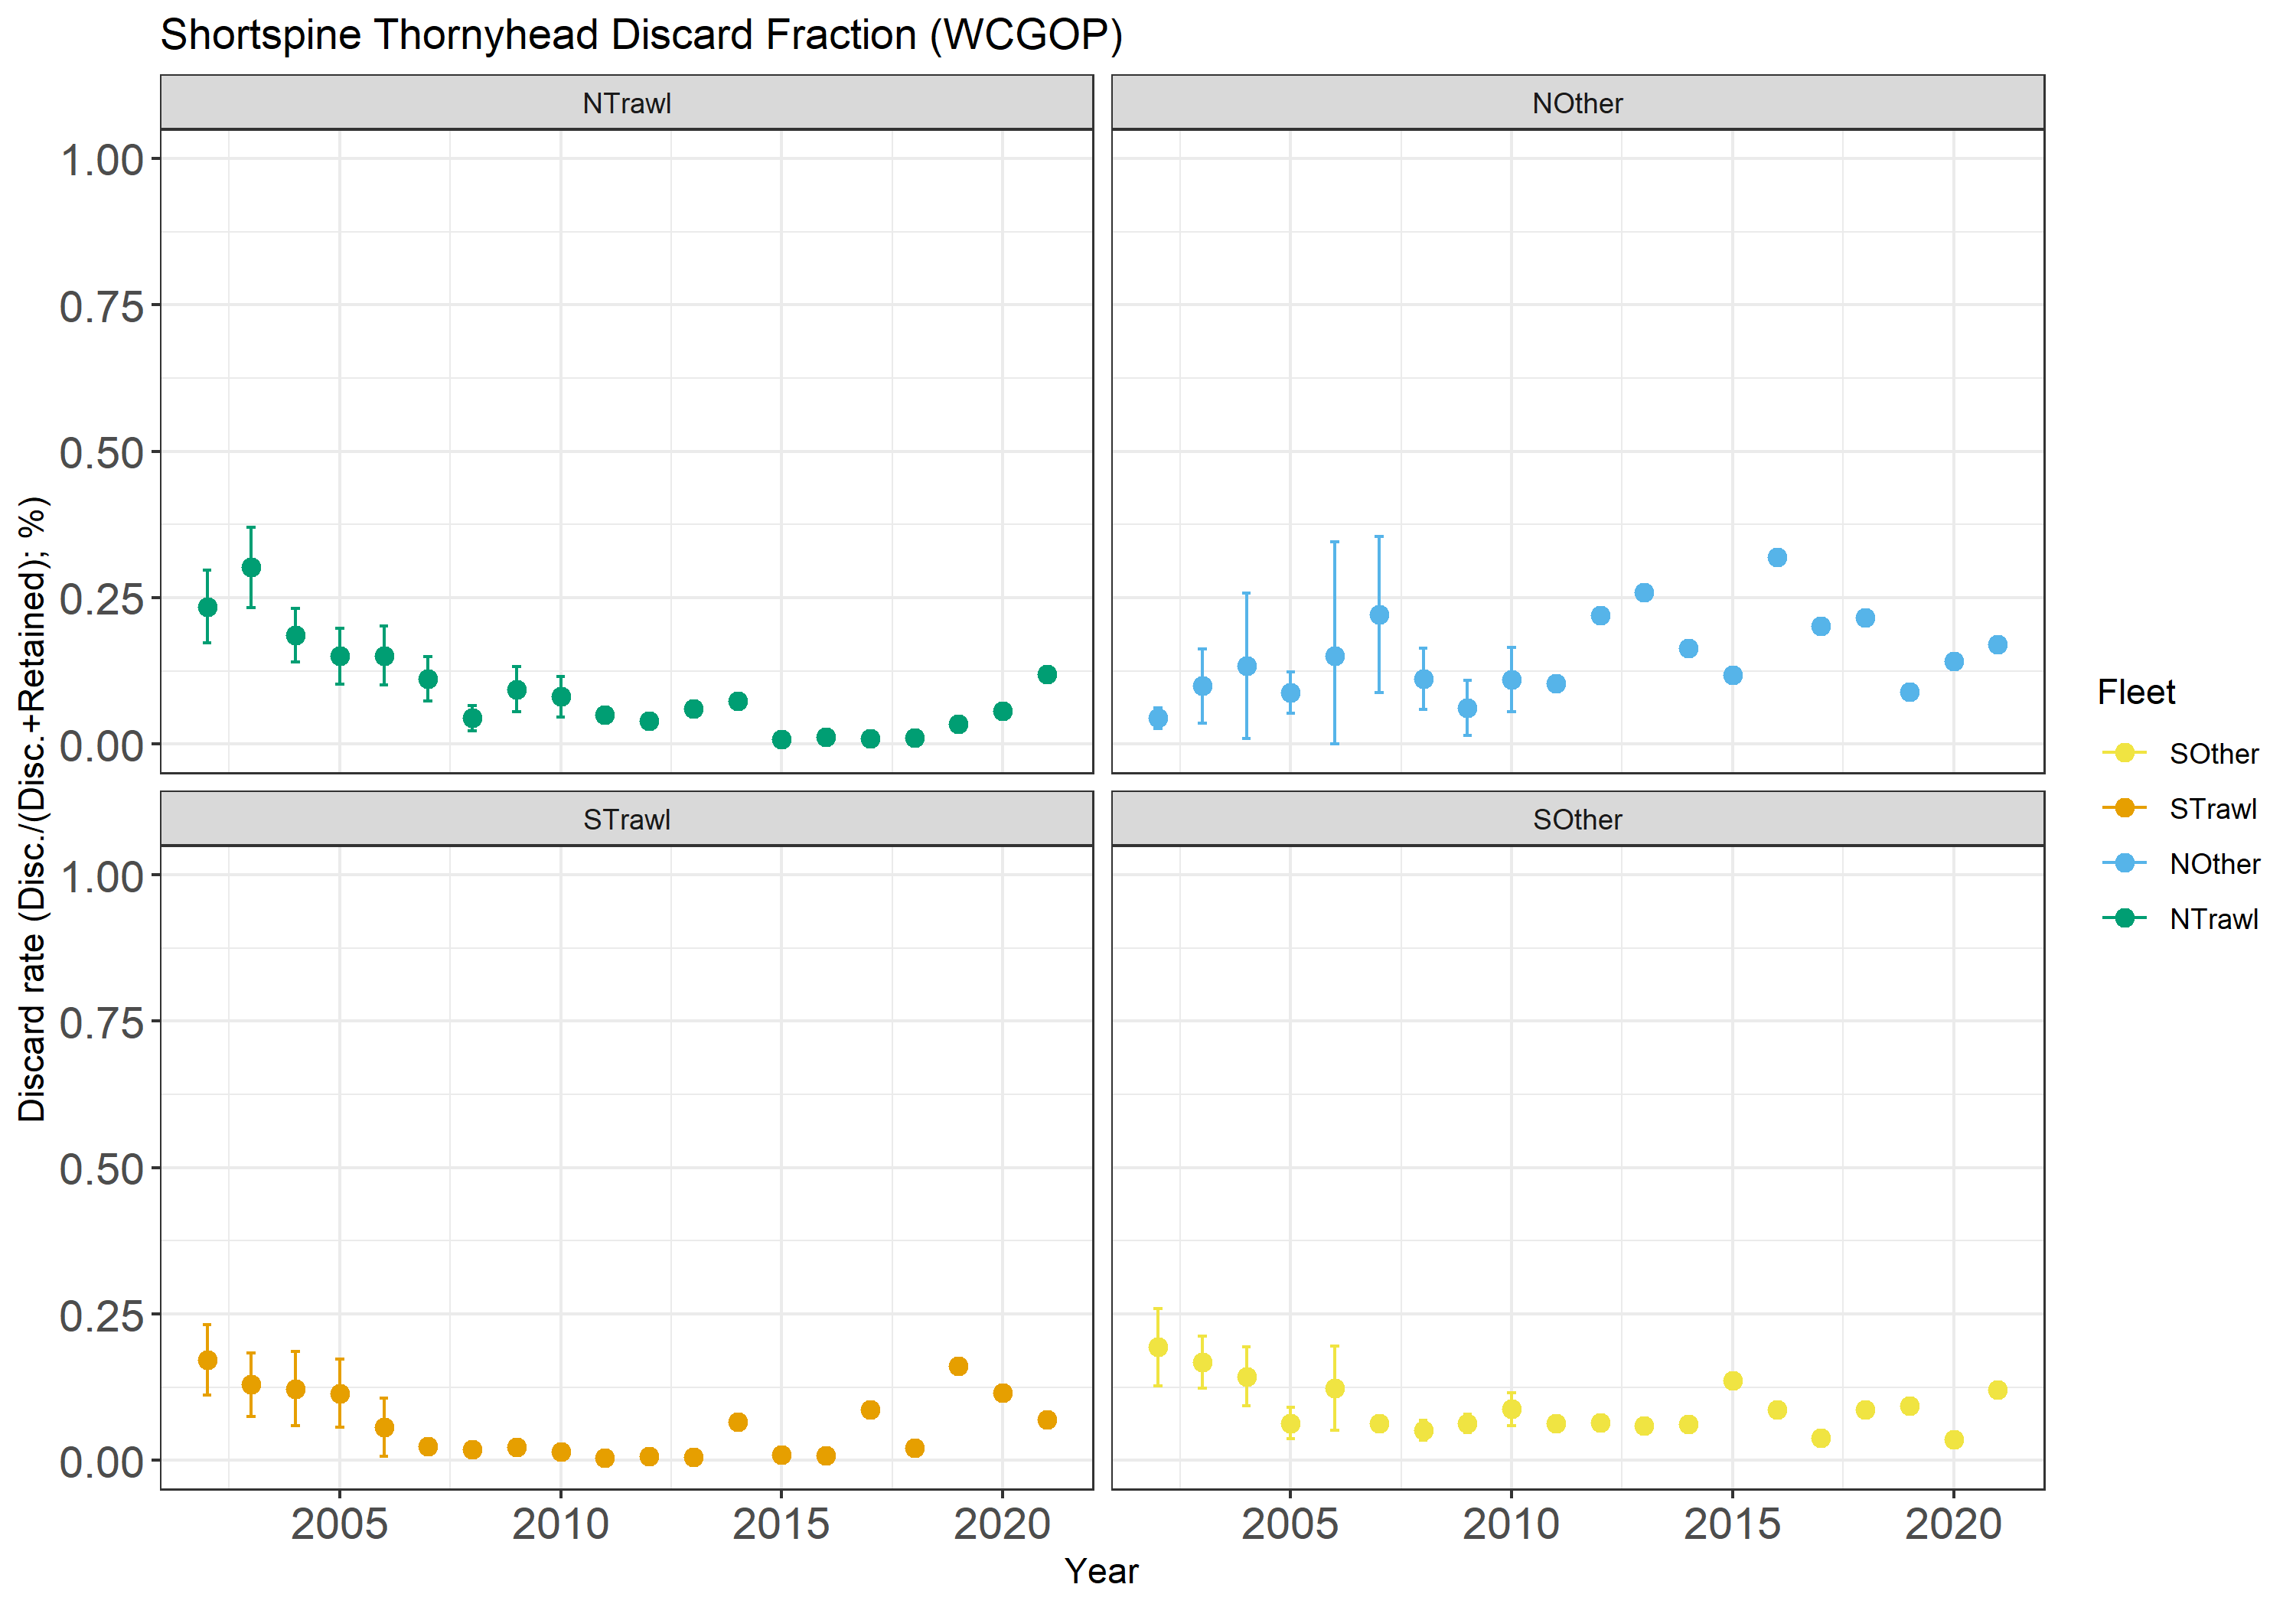 Shortspine Thornyhead Discard Fraction (WCGOP)
NTrawl
NOther
1.00
0.75
0.50
0.25
0.00
STrawl
SOther
1.00
0.75
0.50
0.25
0.00
2005
2010
2015
2020
2005
2010
2015
2020
Year
Discard rate (Disc./(Disc.+Retained); %)
Fleet
SOther
STrawl
NOther
NTrawl